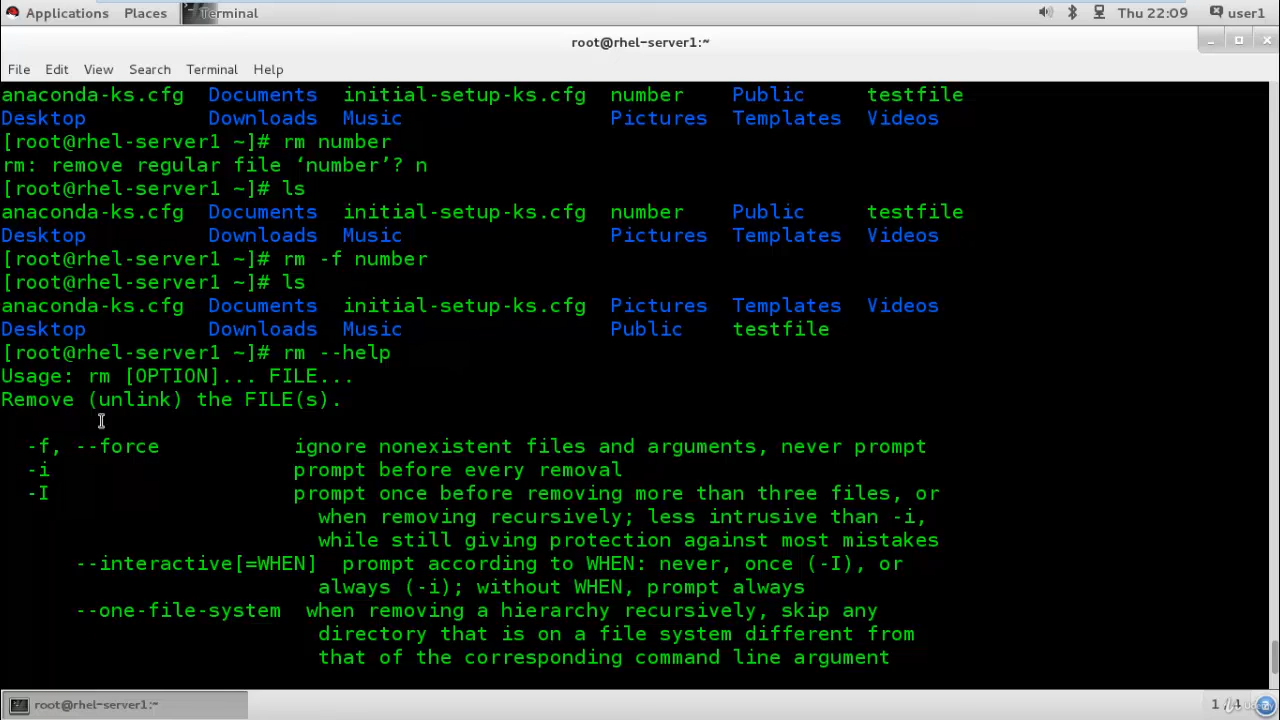 Applications Places Terminal Thu 22:09 user1
root@rhel-server1:~
File Edit View Search Terminal Help
anaconda-ks.cfg Documents initial-setup-ks.cfg number Public testfile
Desktop Downloads Music Pictures Templates Videos
[root@rhel-server1 ~]# rm number
rm: remove regular file ‘number’? n
[root@rhel-server1 ~]# ls
anaconda-ks.cfg Documents initial-setup-ks.cfg number Public testfile
Desktop Downloads Music Pictures Templates Videos
[root@rhel-server1 ~]# rm -f number
[root@rhel-server1 ~]# ls
anaconda-ks.cfg Documents initial-setup-ks.cfg Pictures Templates Videos
Desktop Downloads Music Public testfile
[root@rhel-server1 ~]# rm --help
Usage: rm [OPTION]... FILE...
Remove (unlink) the FILE(s).
-f, --force ignore nonexistent files and arguments, never prompt
-i prompt before every removal
-I prompt once before removing more than three files, or
when removing recursively; less intrusive than -i,
while still giving protection against most mistakes
--interactive[=WHEN] prompt according to WHEN: never, once (-I), or
always (-i); without WHEN, prompt always
--one-file-system when removing a hierarchy recursively, skip any
directory that is on a file system different from
that of the corresponding command line argument
root@rhel-server1:~ 1 / 4